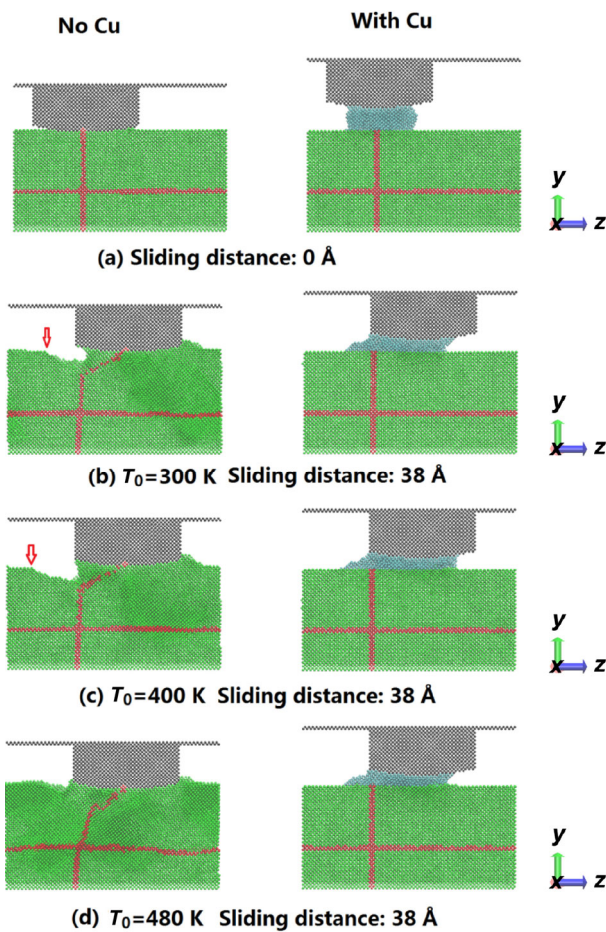 No Cu With Cu
y
x z
(a) Sliding distance: 0 Å
y
x z
(b) T₀=300 K Sliding distance: 38 Å
y
x z
(c) T₀=400 K Sliding distance: 38 Å
y
x z
(d) T₀=480 K Sliding distance: 38 Å